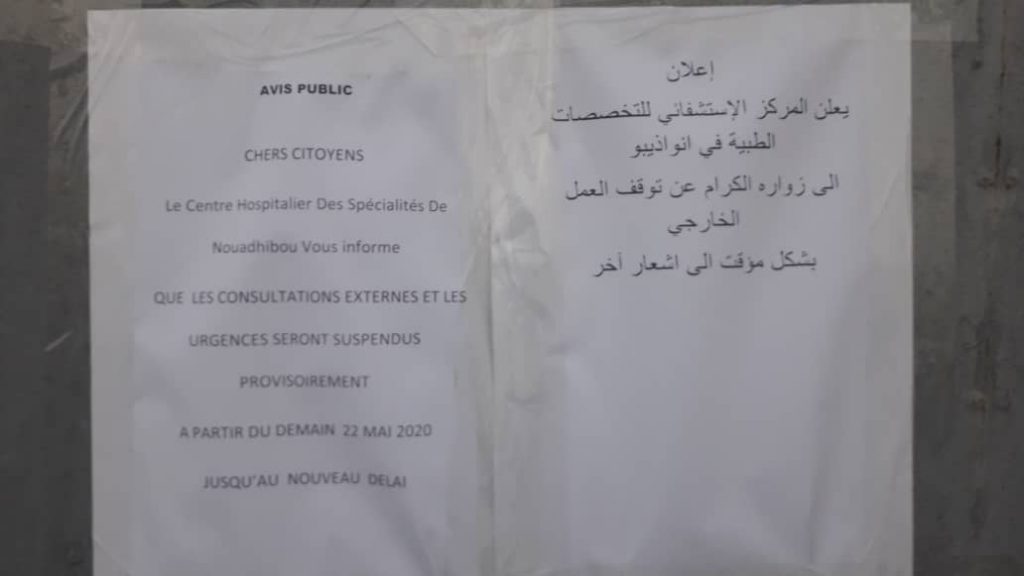 AVIS PUBLIC
CHERS CITOYENS
Le Centre Hospitalier Des Spécialités De
Nouadhibou Vous informe
QUE LES CONSULTATIONS EXTERNES ET LES
URGENCES SERONT SUSPENDUS
PROVISOIREMENT
A PARTIR DU DEMAIN 22 MAI 2020
JUSQU'AU NOUVEAU DELAI
إعلان
يعلن المركز الإستشفائي للتخصصات
الطبية في انواذيبو
الى زواره الكرام عن توقف العمل
الخارجي
بشكل مؤقت الى اشعار آخر